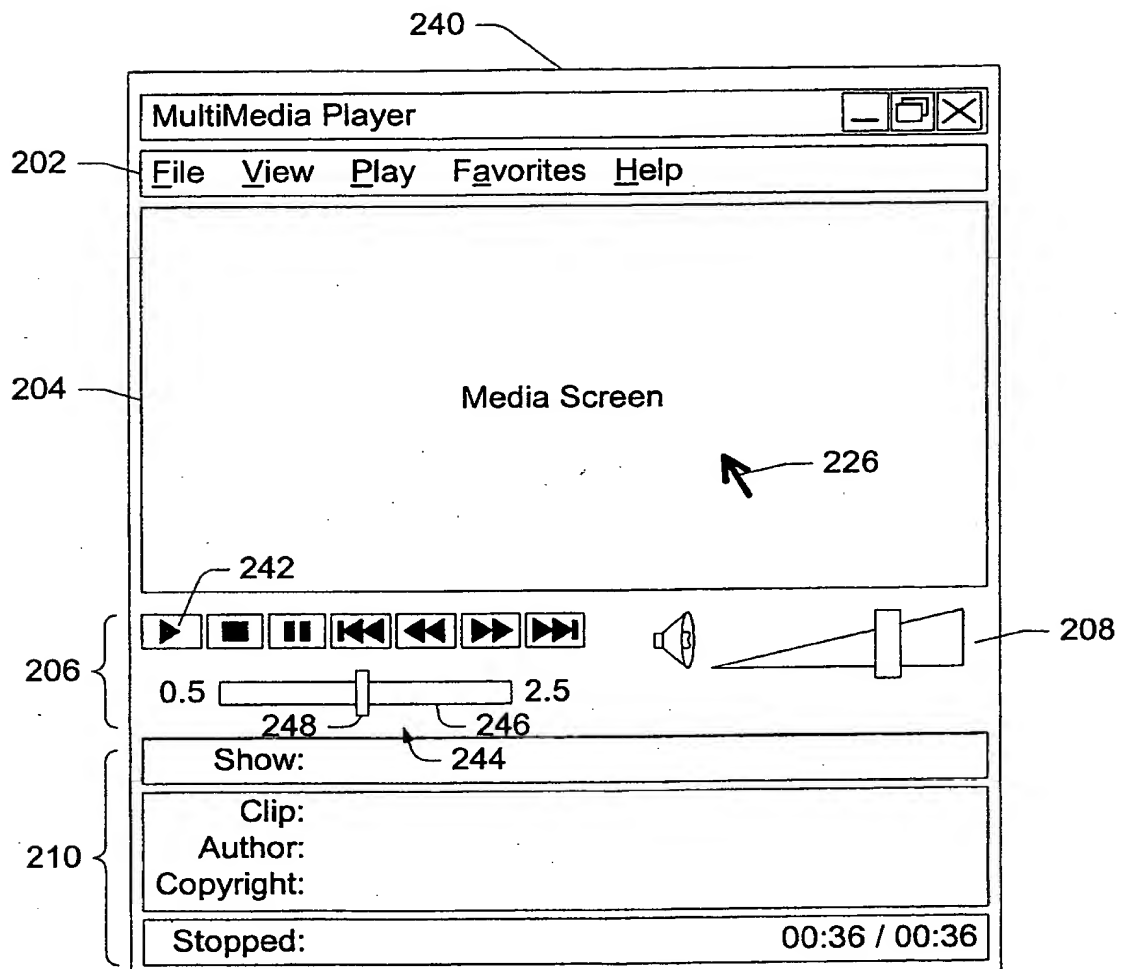 240
MultiMedia Player
202
File View Play Favorites Help
204
Media Screen
226
242
206
208
0.5 2.5
248 246
244
Show:
210
Clip:
Author:
Copyright:
Stopped: 00:36 / 00:36